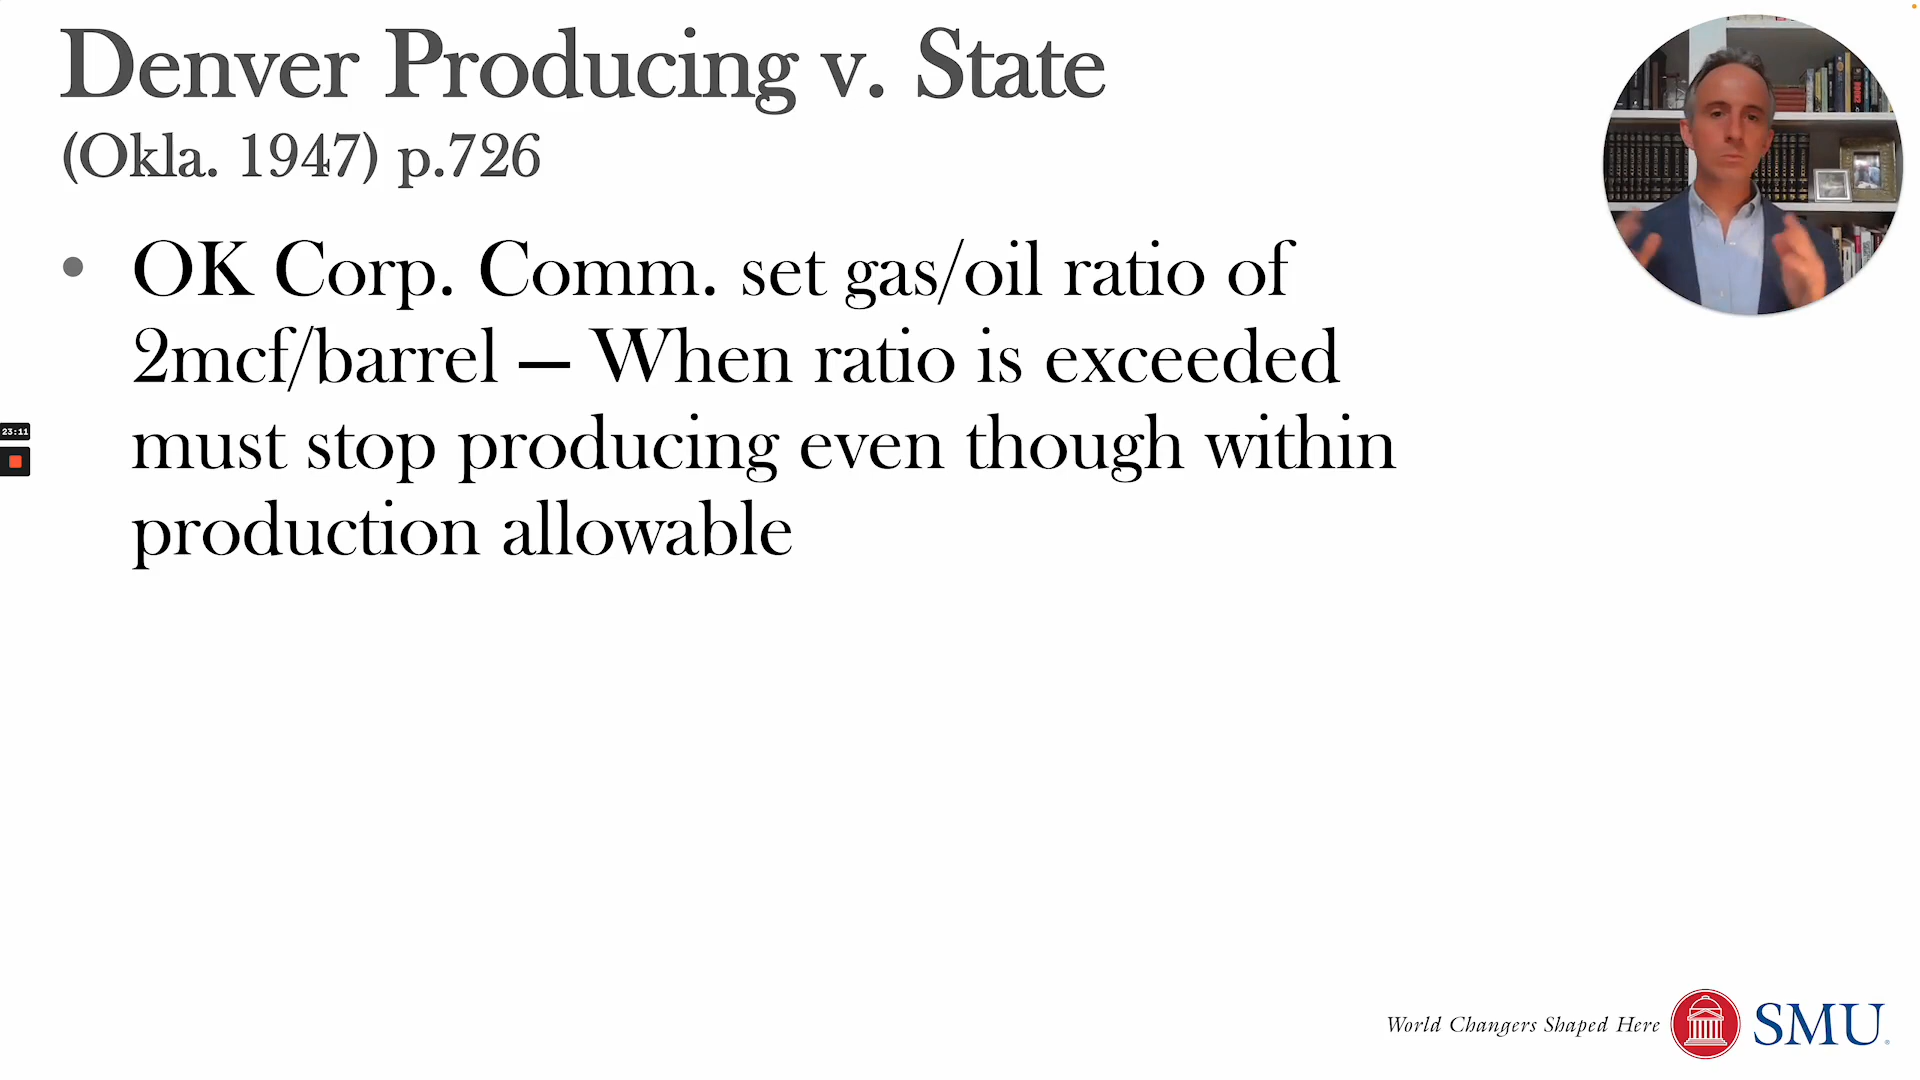 Denver Producing v. State
(Okla. 1947) p.726
• OK Corp. Comm. set gas/oil ratio of
2mcf/barrel — When ratio is exceeded
must stop producing even though within
production allowable
23:11
World Changers Shaped Here
SMU